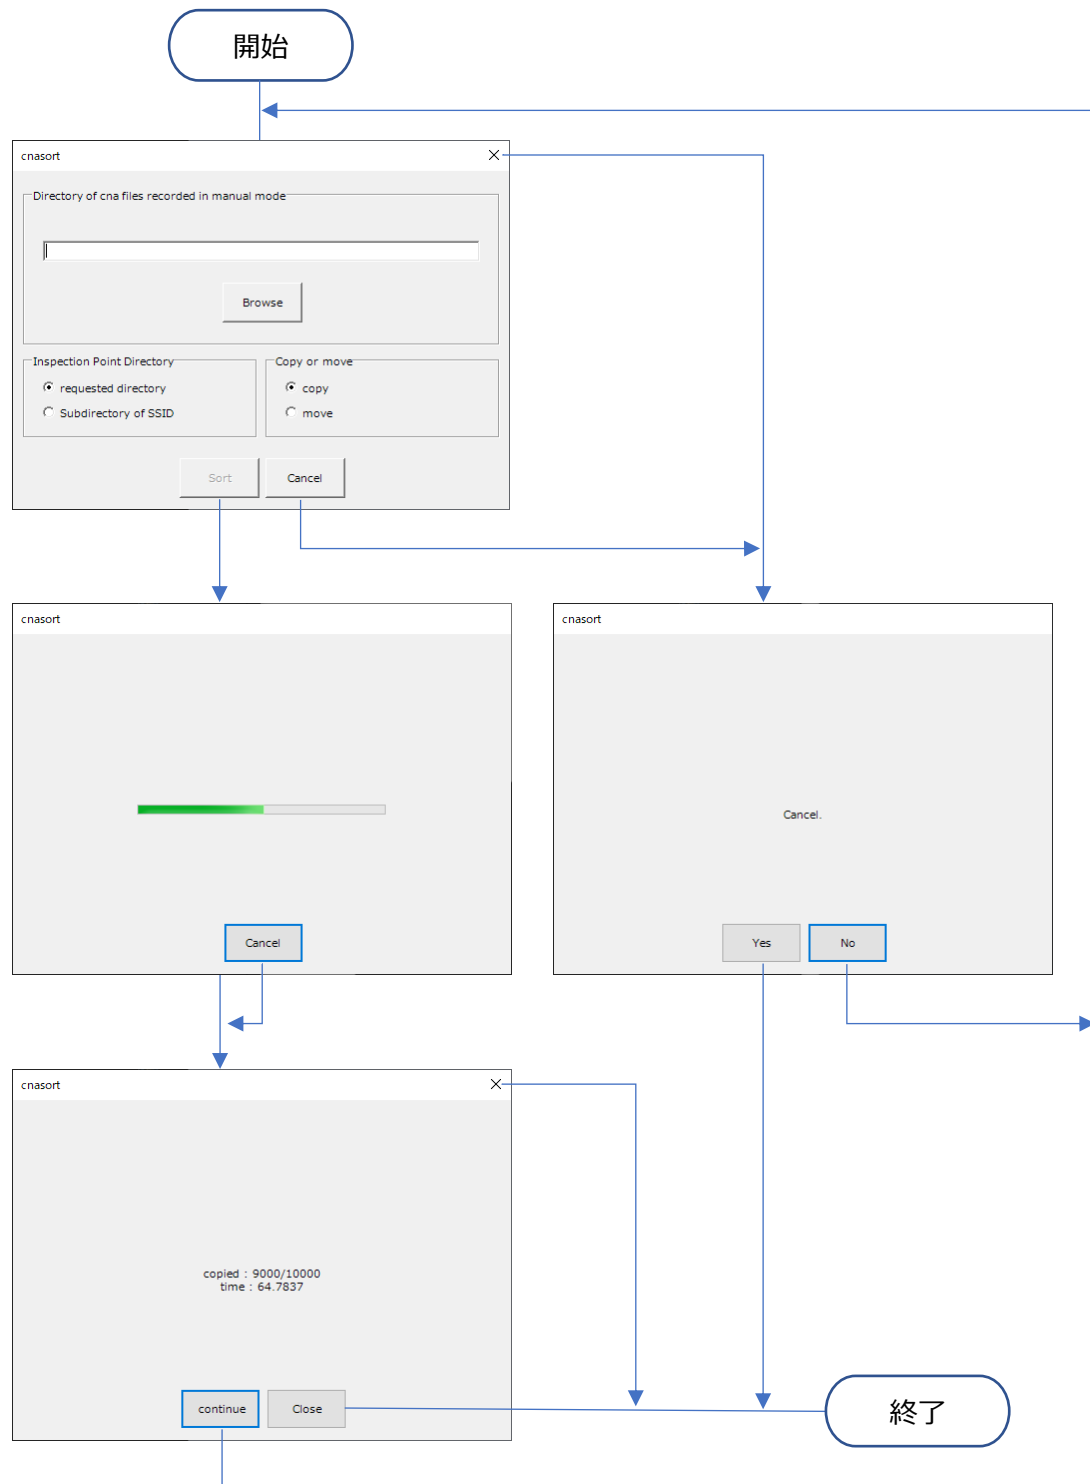 開始
cnasort
Directory of cna files recorded in manual mode
Browse
Inspection Point Directory
requested directory
Subdirectory of SSID
Copy or move
copy
move
Sort
Cancel
cnasort
Cancel
cnasort
Cancel.
Yes
No
cnasort
copied : 9000/10000
time : 64.7837
continue
Close
終了